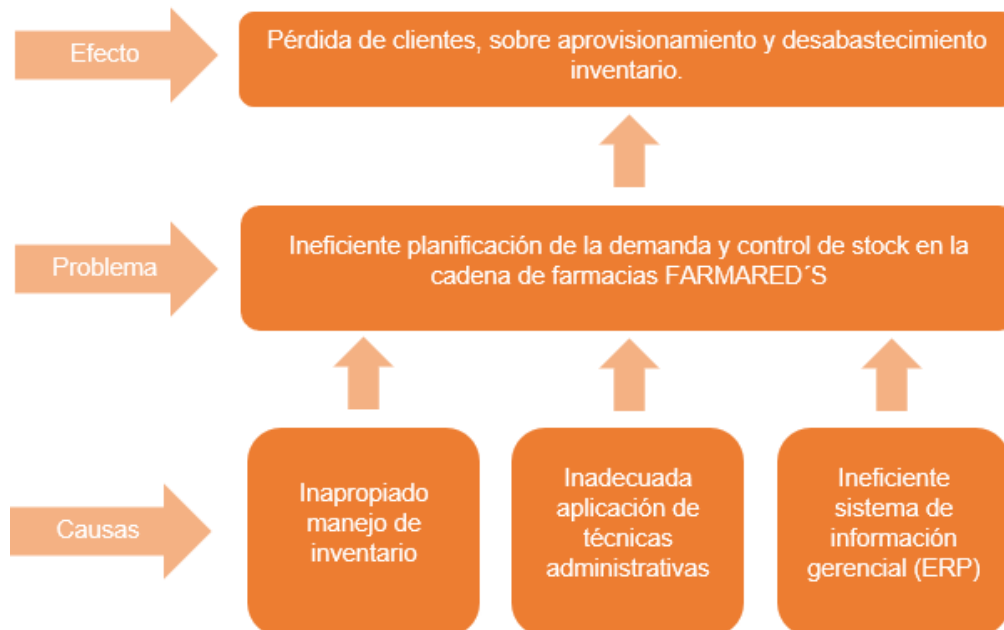 Efecto
Pérdida de clientes, sobre aprovisionamiento y desabastecimiento
inventario.
Problema
Ineficiente planificación de la demanda y control de stock en la
cadena de farmacias FARMARED´S
Causas
Inapropiado
manejo de
inventario
Inadecuada
aplicación de
técnicas
administrativas
Ineficiente
sistema de
información
gerencial (ERP)